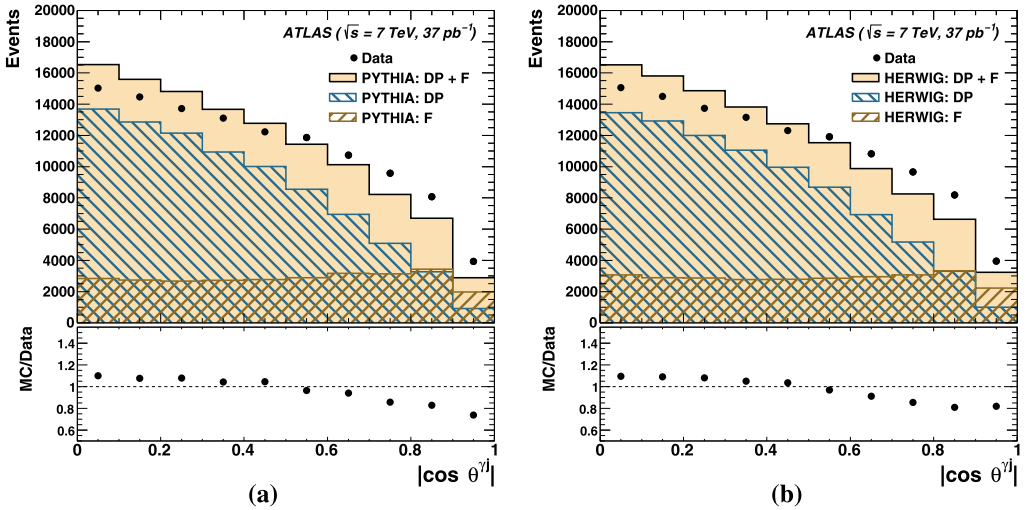 Events
20000
18000
16000
14000
12000
10000
8000
6000
4000
2000
0
ATLAS (√s = 7 TeV, 37 pb⁻¹)
Data
PYTHIA: DP + F
PYTHIA: DP
PYTHIA: F
MC/Data
1.4
1.2
1
0.8
0.6
0 0.2 0.4 0.6 0.8 1
|cos θ^γj|
(a)
Events
20000
18000
16000
14000
12000
10000
8000
6000
4000
2000
0
ATLAS (√s = 7 TeV, 37 pb⁻¹)
Data
HERWIG: DP + F
HERWIG: DP
HERWIG: F
MC/Data
1.4
1.2
1
0.8
0.6
0 0.2 0.4 0.6 0.8 1
|cos θ^γj|
(b)